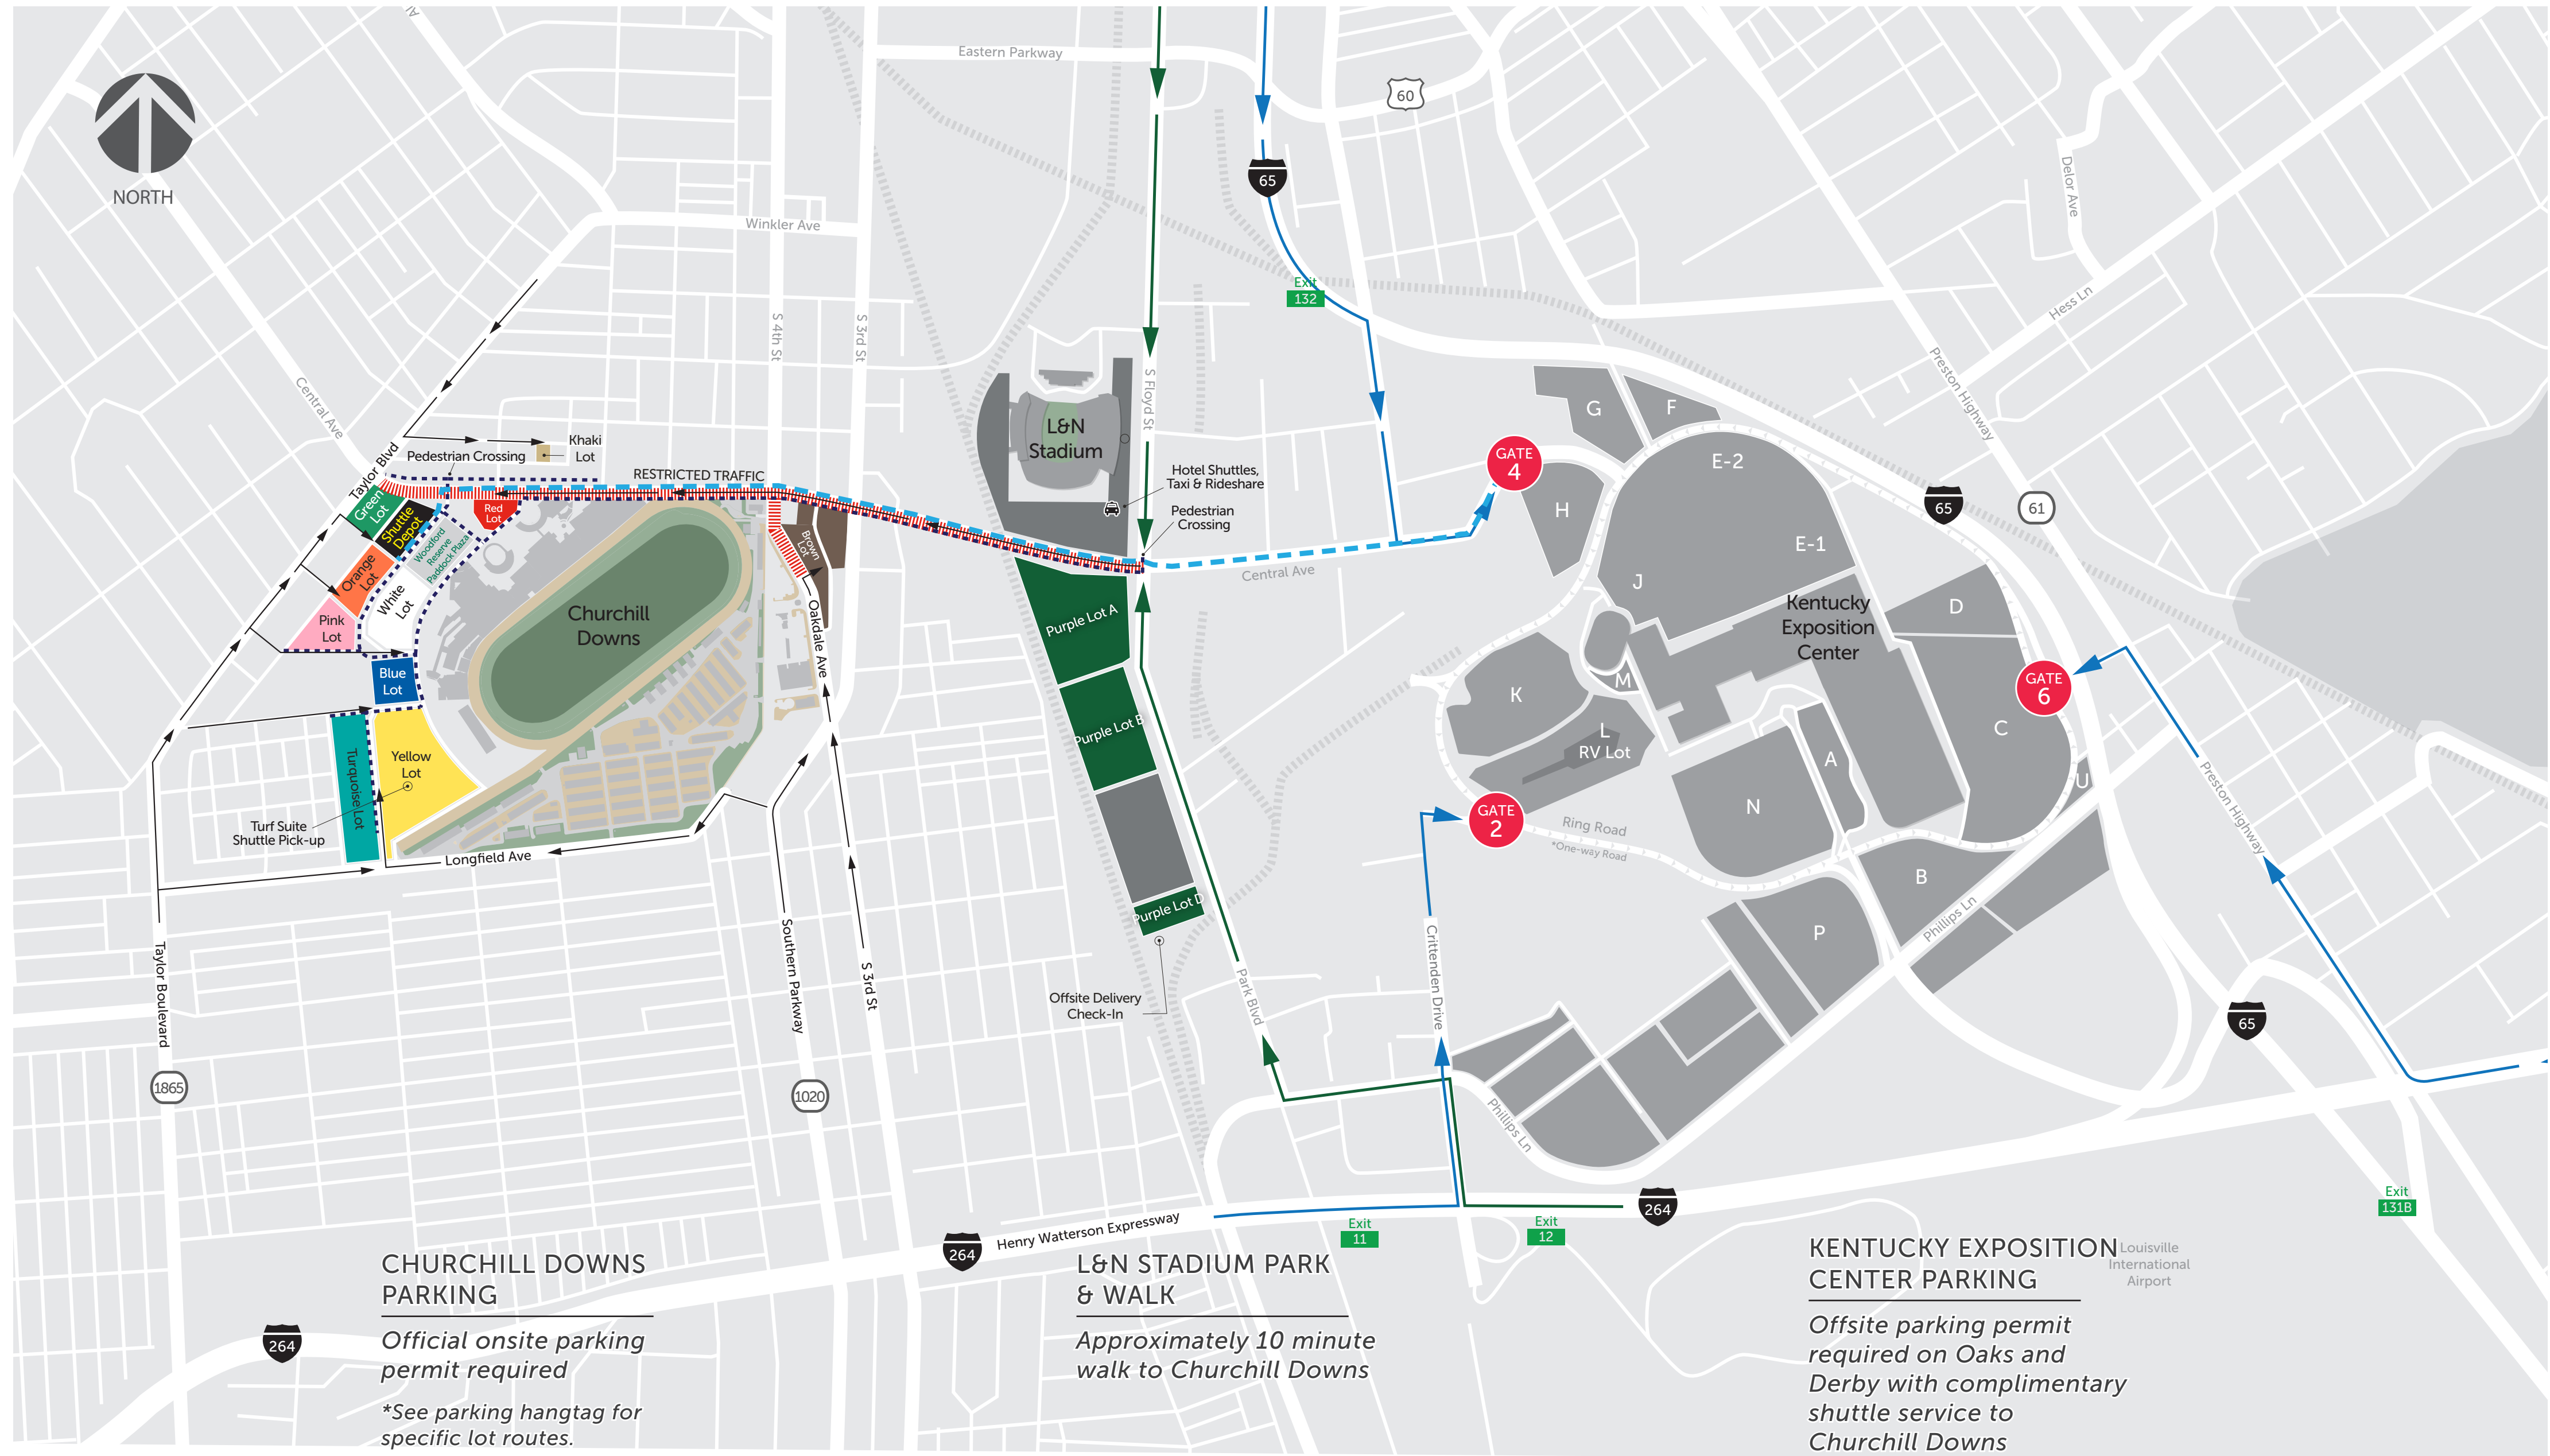 Eastern Parkway
60
65
NORTH
Delor Ave
Winkler Ave
Exit
132
Hess Ln
S 4th St
S 3rd St
Preston Highway
Central Ave
S Floyd St
L&N
Stadium
G
F
GATE
4
E-2
Khaki
Lot
Pedestrian Crossing
Taylor Blvd
RESTRICTED TRAFFIC
Hotel Shuttles,
Taxi & Rideshare
Pedestrian
Crossing
65
61
H
Green
Lot
Shuttle
Depot
Red
Lot
Woodford
Reserve
Paddock Plaza
Brown
Lot
E-1
Central Ave
J
Orange
Lot
White
Lot
Pink
Lot
Churchill
Downs
Oakdale Ave
Purple Lot A
D
Kentucky
Exposition
Center
Blue
Lot
M
K
GATE
6
Purple Lot B
L
RV Lot
C
A
U
Yellow
Lot
Turquoise Lot
Turf Suite
Shuttle Pick-up
Longfield Ave
GATE
2
Ring Road
*One-way Road
N
Preston Highway
B
Purple Lot D
P
Phillips Ln
Taylor Boulevard
Southern Parkway
S 3rd St
Offsite Delivery
Check-In
Park Blvd
Crittenden Drive
65
1865
1020
Phillips Ln
264
Exit
11
Exit
12
Exit
131B
Henry Watterson Expressway
264
264
CHURCHILL DOWNS
PARKING
Official onsite parking
permit required
*See parking hangtag for
specific lot routes.
L&N STADIUM PARK
& WALK
Approximately 10 minute
walk to Churchill Downs
KENTUCKY EXPOSITION
CENTER PARKING
Offsite parking permit
required on Oaks and
Derby with complimentary
shuttle service to
Churchill Downs
Louisville
International
Airport